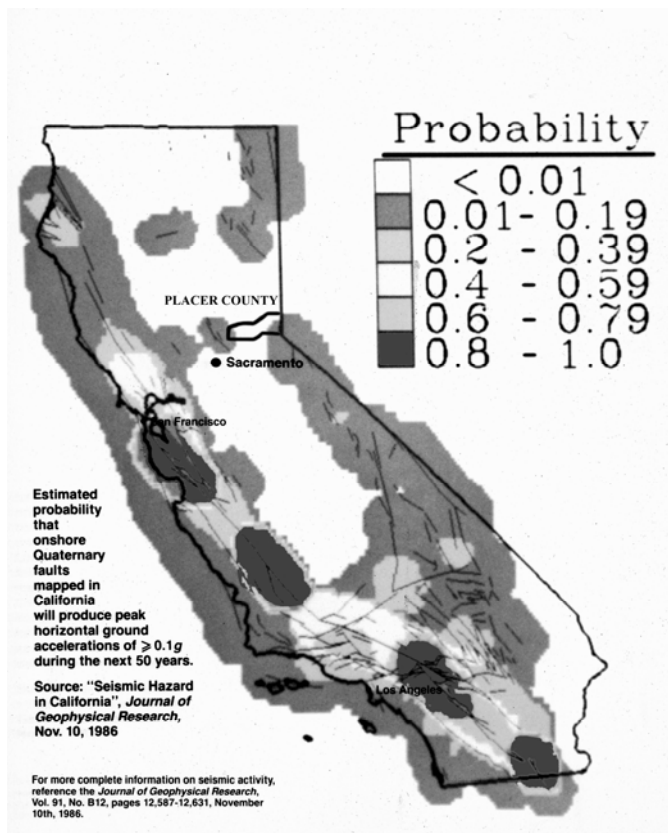 Probability
< 0.01
0.01- 0.19
0.2 - 0.39
0.4 - 0.59
0.6 - 0.79
0.8 - 1.0
PLACER COUNTY
Sacramento
San Francisco
Los Angeles
Estimated
probability
that
onshore
Quaternary
faults
mapped in
California
will produce peak
horizontal ground
accelerations of ⩾ 0.1g
during the next 50 years.
Source: "Seismic Hazard
in California", Journal of
Geophysical Research,
Nov. 10, 1986
For more complete information on seismic activity,
reference the Journal of Geophysical Research,
Vol. 91, No. B12, pages 12,587-12,631, November
10th, 1986.